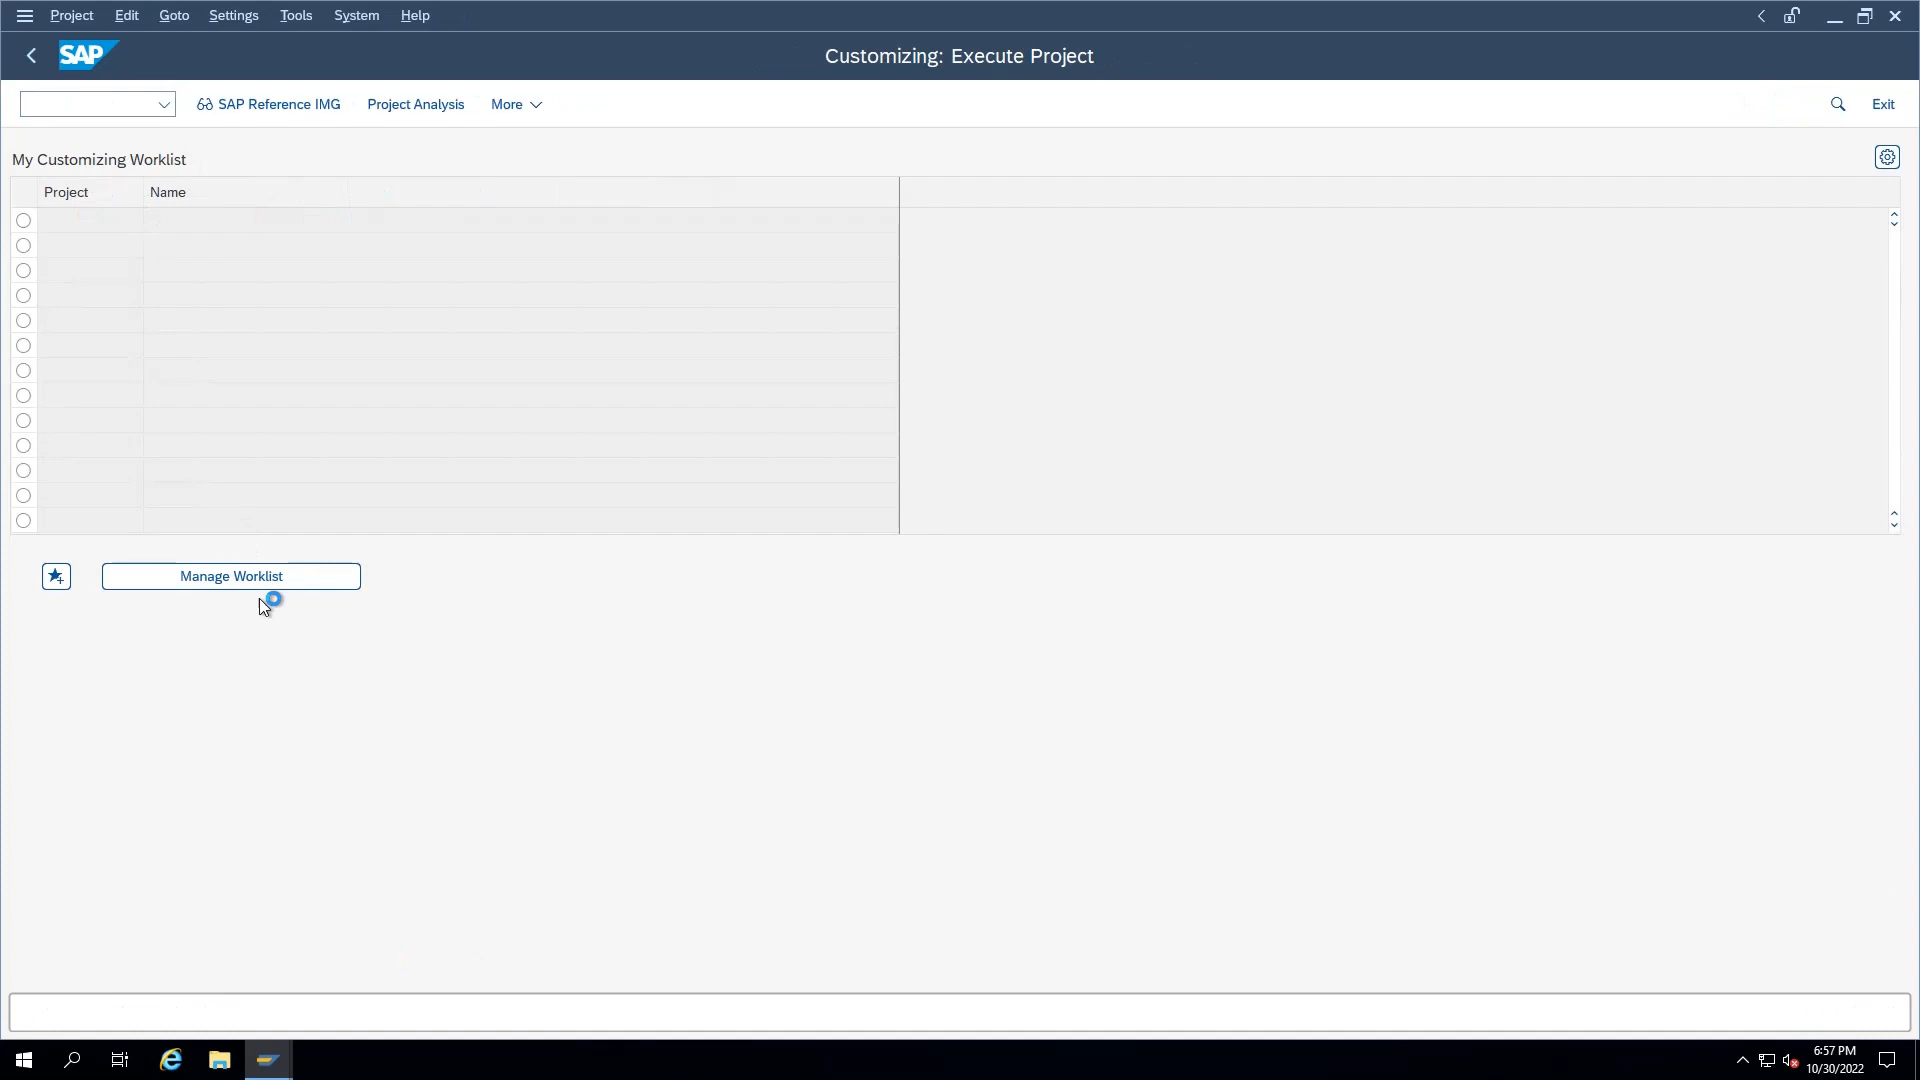 Project Edit Goto Settings Tools System Help
SAP Customizing: Execute Project
SAP Reference IMG Project Analysis More Exit
My Customizing Worklist
Project Name
Manage Worklist
6:57 PM
10/30/2022